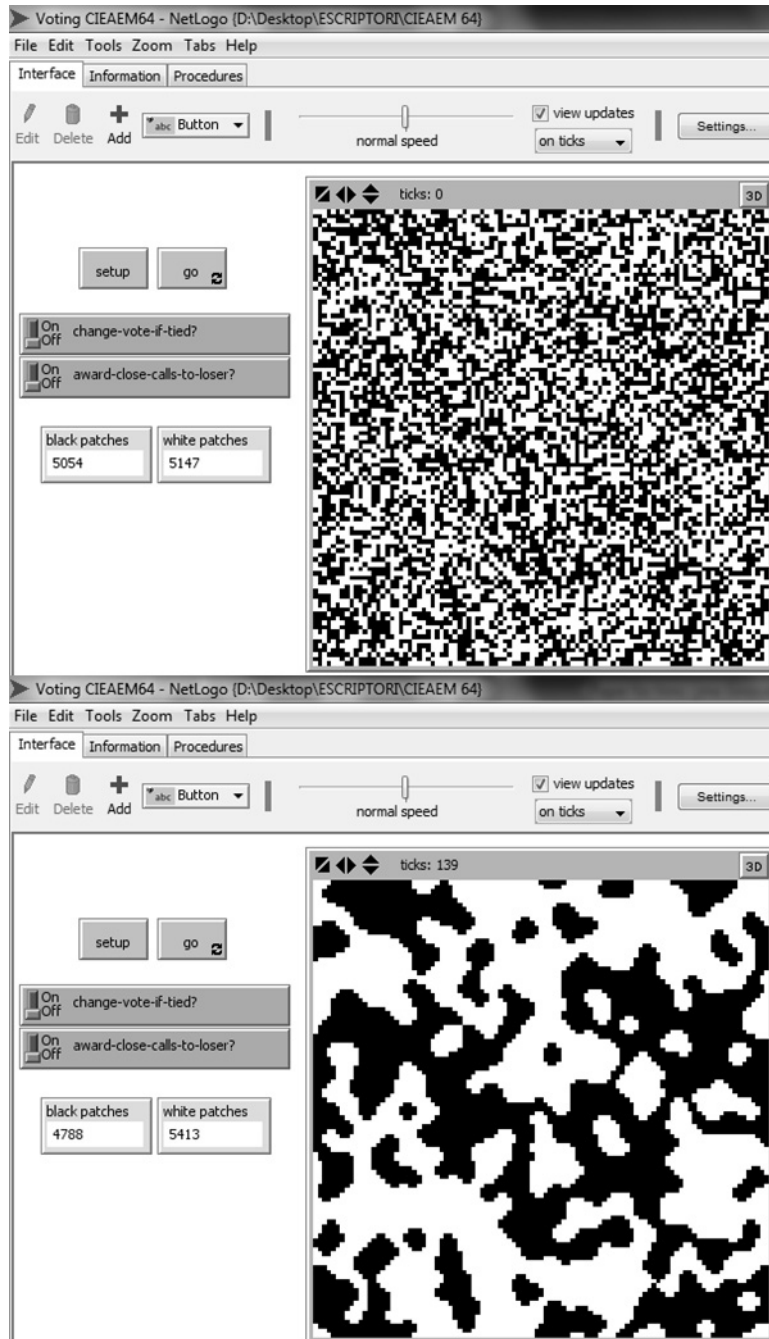 Voting CIEAEM64 - NetLogo {D:\Desktop\ESCRIPTORI\CIEAEM 64}
File Edit Tools Zoom Tabs Help
Interface Information Procedures
Edit Delete Add abc Button normal speed view updates on ticks Settings...
ticks: 0 3D
setup go
On Off change-vote-if-tied?
On Off award-close-calls-to-loser?
black patches white patches
5054 5147
Voting CIEAEM64 - NetLogo {D:\Desktop\ESCRIPTORI\CIEAEM 64}
File Edit Tools Zoom Tabs Help
Interface Information Procedures
Edit Delete Add abc Button normal speed view updates on ticks Settings...
ticks: 139 3D
setup go
On Off change-vote-if-tied?
On Off award-close-calls-to-loser?
black patches white patches
4788 5413